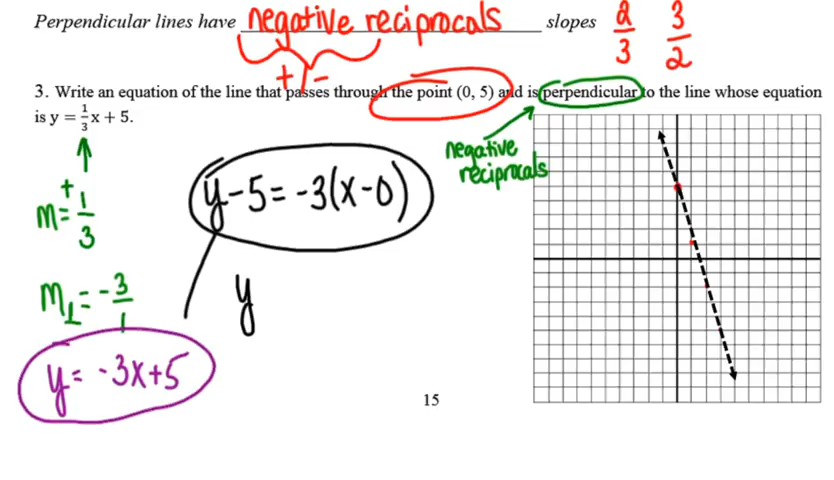 Perpendicular lines have negative reciprocals slopes 2/3 3/2
+/-
3. Write an equation of the line that passes through the point (0, 5) and is perpendicular to the line whose equation
is y = 1/3 x + 5.
negative
reciprocals
m = +1/3
y - 5 = -3(x - 0)
m⊥ = -3/1
y
y = -3x + 5
15